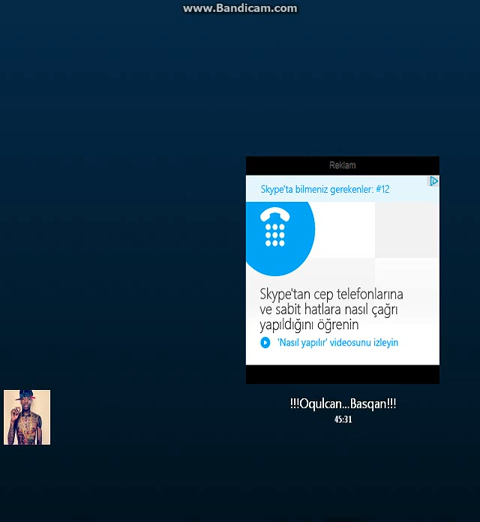 www.Bandicam.com
Reklam
Skype'ta bilmeniz gerekenler: #12
Skype'tan cep telefonlarına
ve sabit hatlara nasıl çağrı
yapıldığını öğrenin
'Nasıl yapılır' videosunu izleyin
!!!Oqulcan...Basqan!!!
45:31